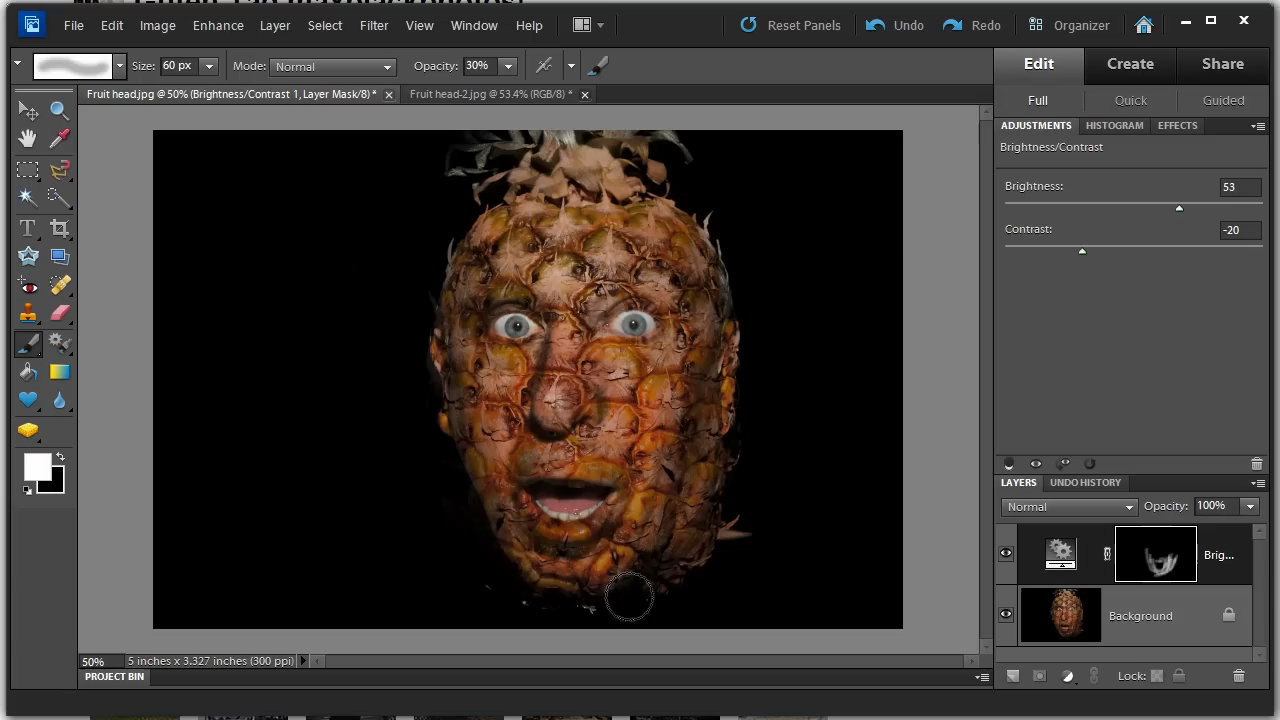 File Edit Image Enhance Layer Select Filter View Window Help Reset Panels Undo Redo Organizer
Size: 60 px Mode: Normal Opacity: 30%
Edit Create Share
Fruit head.jpg @ 50% (Brightness/Contrast 1, Layer Mask/8) * Fruit head-2.jpg @ 53.4% (RGB/8) *
Full Quick Guided
ADJUSTMENTS HISTOGRAM EFFECTS
Brightness/Contrast
Brightness: 53
Contrast: -20
LAYERS UNDO HISTORY
Normal Opacity: 100%
Brig...
Background
50% 5 inches x 3.327 inches (300 ppi)
PROJECT BIN
Lock: